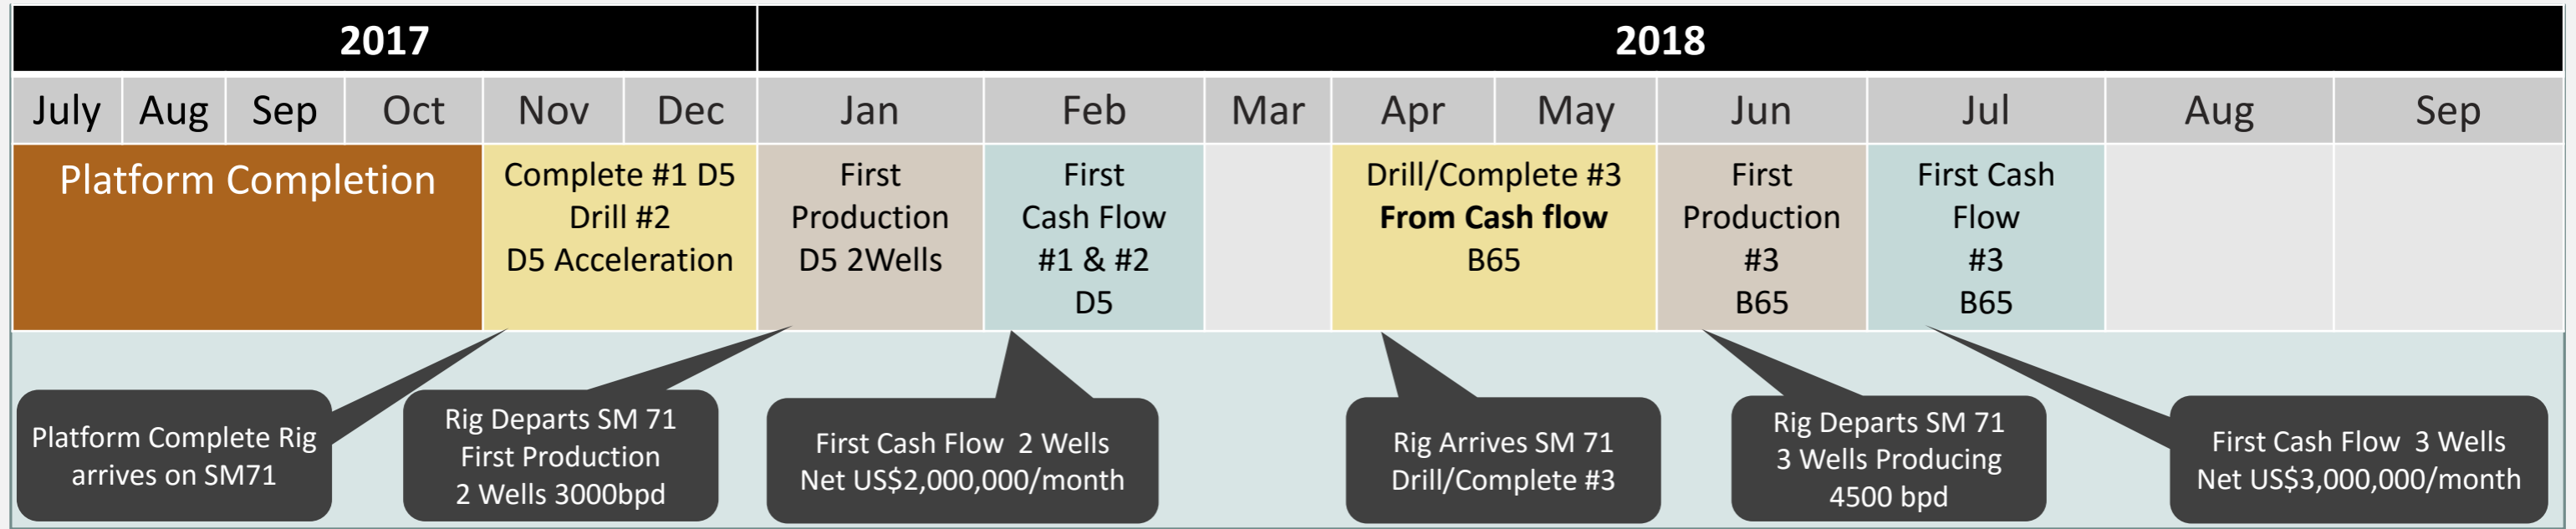 2017
2018
July Aug Sep Oct Nov Dec Jan Feb Mar Apr May Jun Jul Aug Sep
Platform Completion
Complete #1 D5
Drill #2
D5 Acceleration
First
Production
D5 2Wells
First
Cash Flow
#1 & #2
D5
Drill/Complete #3
From Cash flow
B65
First
Production
#3
B65
First Cash
Flow
#3
B65
Platform Complete Rig
arrives on SM71
Rig Departs SM 71
First Production
2 Wells 3000bpd
First Cash Flow 2 Wells
Net US$2,000,000/month
Rig Arrives SM 71
Drill/Complete #3
Rig Departs SM 71
3 Wells Producing
4500 bpd
First Cash Flow 3 Wells
Net US$3,000,000/month